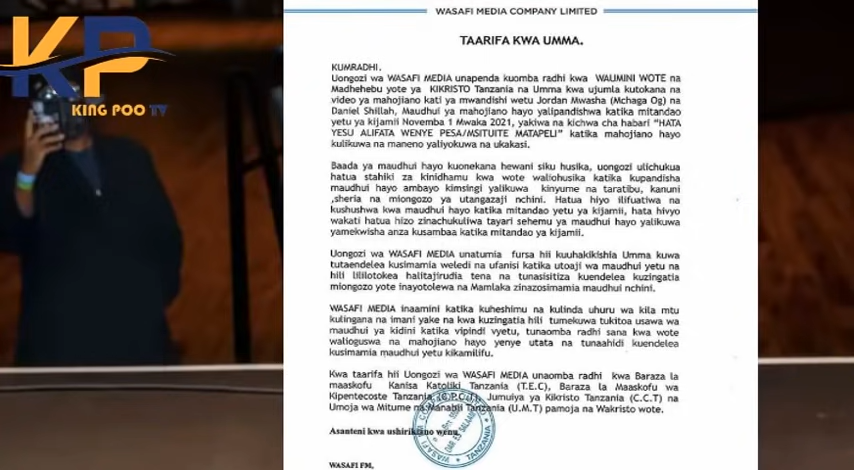 KP
KING POO TV
WASAFI MEDIA COMPANY LIMITED
TAARIFA KWA UMMA.
KUMRADHI,
Uongozi wa WASAFI MEDIA unapenda kuomba radhi kwa WAUMINI WOTE na
Madhehebu yote ya KIKRISTO Tanzania na Umma kwa ujumla kutokana na
video ya mahojiano kati ya mwandishi wetu Jordan Mwasha (Mchaga Og) na
Daniel Shillah, Maudhui ya mahojiano hayo yalipandishwa katika mitandao
yetu ya kijamii Novemba 1 Mwaka 2021, yakiwa na kichwa cha habari "HATA
YESU ALIFATA WENYE PESA/MSITUITE MATAPELI" katika mahojiano hayo
kulikuwa na maneno yaliyokuwa na ukakasi.
Baada ya maudhui hayo kuonekana hewani siku husika, uongozi ulichukua
hatua stahiki za kinidhamu kwa wote waliohusika katika kupandisha
maudhui hayo ambayo kimsingi yalikuwa kinyume na taratibu, kanuni
,sheria na miongozo ya utangazaji nchini. Hatua hiyo ilifuatiwa na
kushushwa kwa maudhui hayo katika mitandao yetu ya kijamii, hata hivyo
wakati hatua hizo zinachukuliwa tayari sehemu ya maudhui hayo yalikuwa
yamekwisha anza kusambaa katika mitandao ya kijamii.
Uongozi wa WASAFI MEDIA unatumia fursa hii kuuhakikishia Umma kuwa
tutaendelea kusimamia weledi na ufanisi katika utoaji wa maudhui yetu na
hili lililotokea halitajirudia tena na tunasisitiza kuendelea kuzingatia
miongozo yote inayotolewa na Mamlaka zinazosimamia maudhui nchini.
WASAFI MEDIA inaamini katika kuheshimu na kulinda uhuru wa kila mtu
kulingana na imani yake na kwa kuzingatia hili tumekuwa tukitoa usawa wa
maudhui ya kidini katika vipindi vyetu, tunaomba radhi sana kwa wote
walioguswa na mahojiano hayo yenye utata na tunaahidi kuendelea
kusimamia maudhui yetu kikamilifu.
Kwa taarifa hii Uongozi wa WASAFI MEDIA unaomba radhi kwa Baraza la
maaskofu Kanisa Katoliki Tanzania (T.E.C), Baraza la Maaskofu wa
Kipentecoste Tanzania (C.P.C.T), Jumuiya ya Kikristo Tanzania (C.C.T) na
Umoja wa Mitume na Manabii Tanzania (U.M.T) pamoja na Wakristo wote.
Asanteni kwa ushirikiano wenu
DAR ES SALAAM
TANZANIA
WASAFI FM,